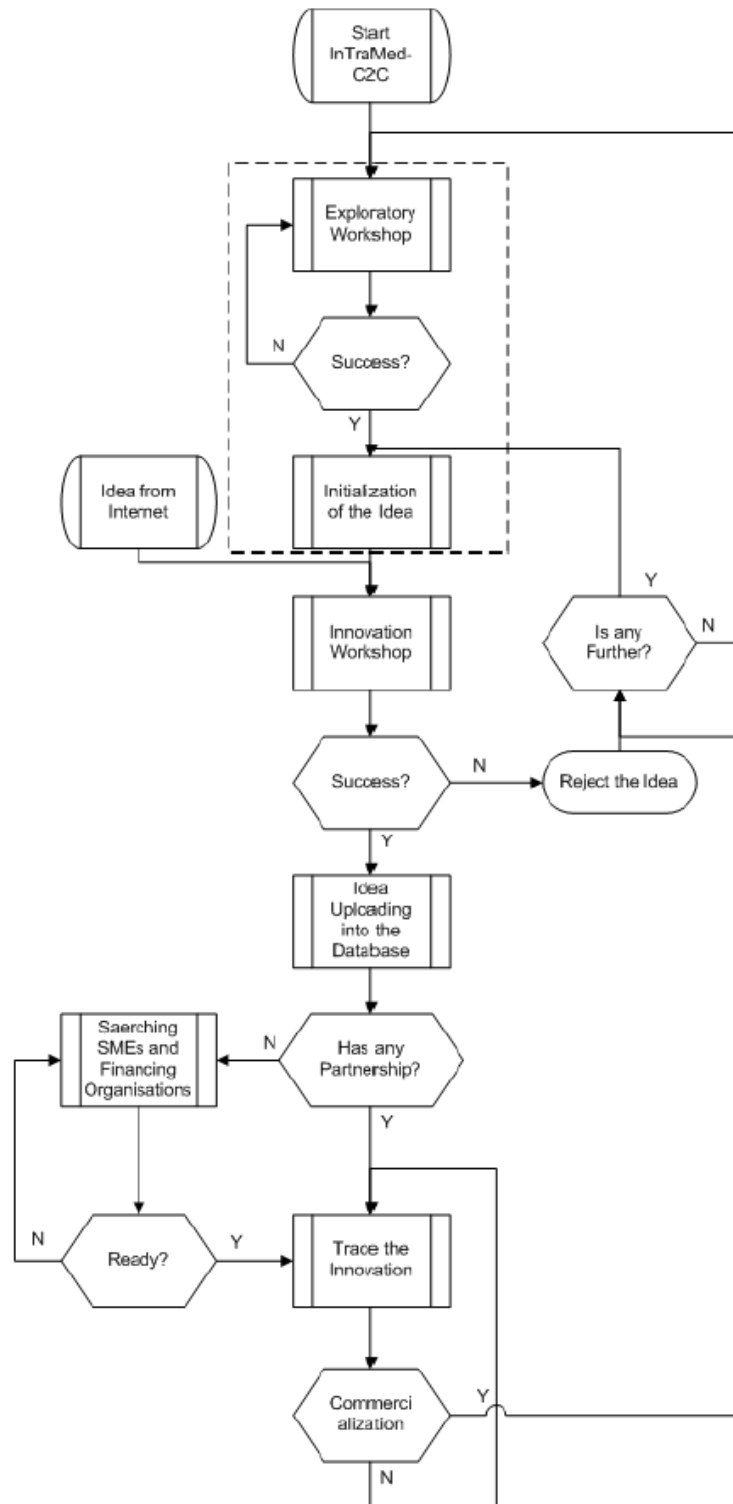 Start
InTraMed-
C2C
Exploratory
Workshop
N
Success?
Y
Idea from
Internet
Initialization
of the Idea
Y
Innovation
Workshop
Is any
Further?
N
Success?
N
Reject the Idea
Y
Idea
Uploading
into the
Database
Saerching
SMEs and
Financing
Organisations
N
Has any
Partnership?
Y
N
Ready?
Y
Trace the
Innovation
Commerci
alization
Y
N